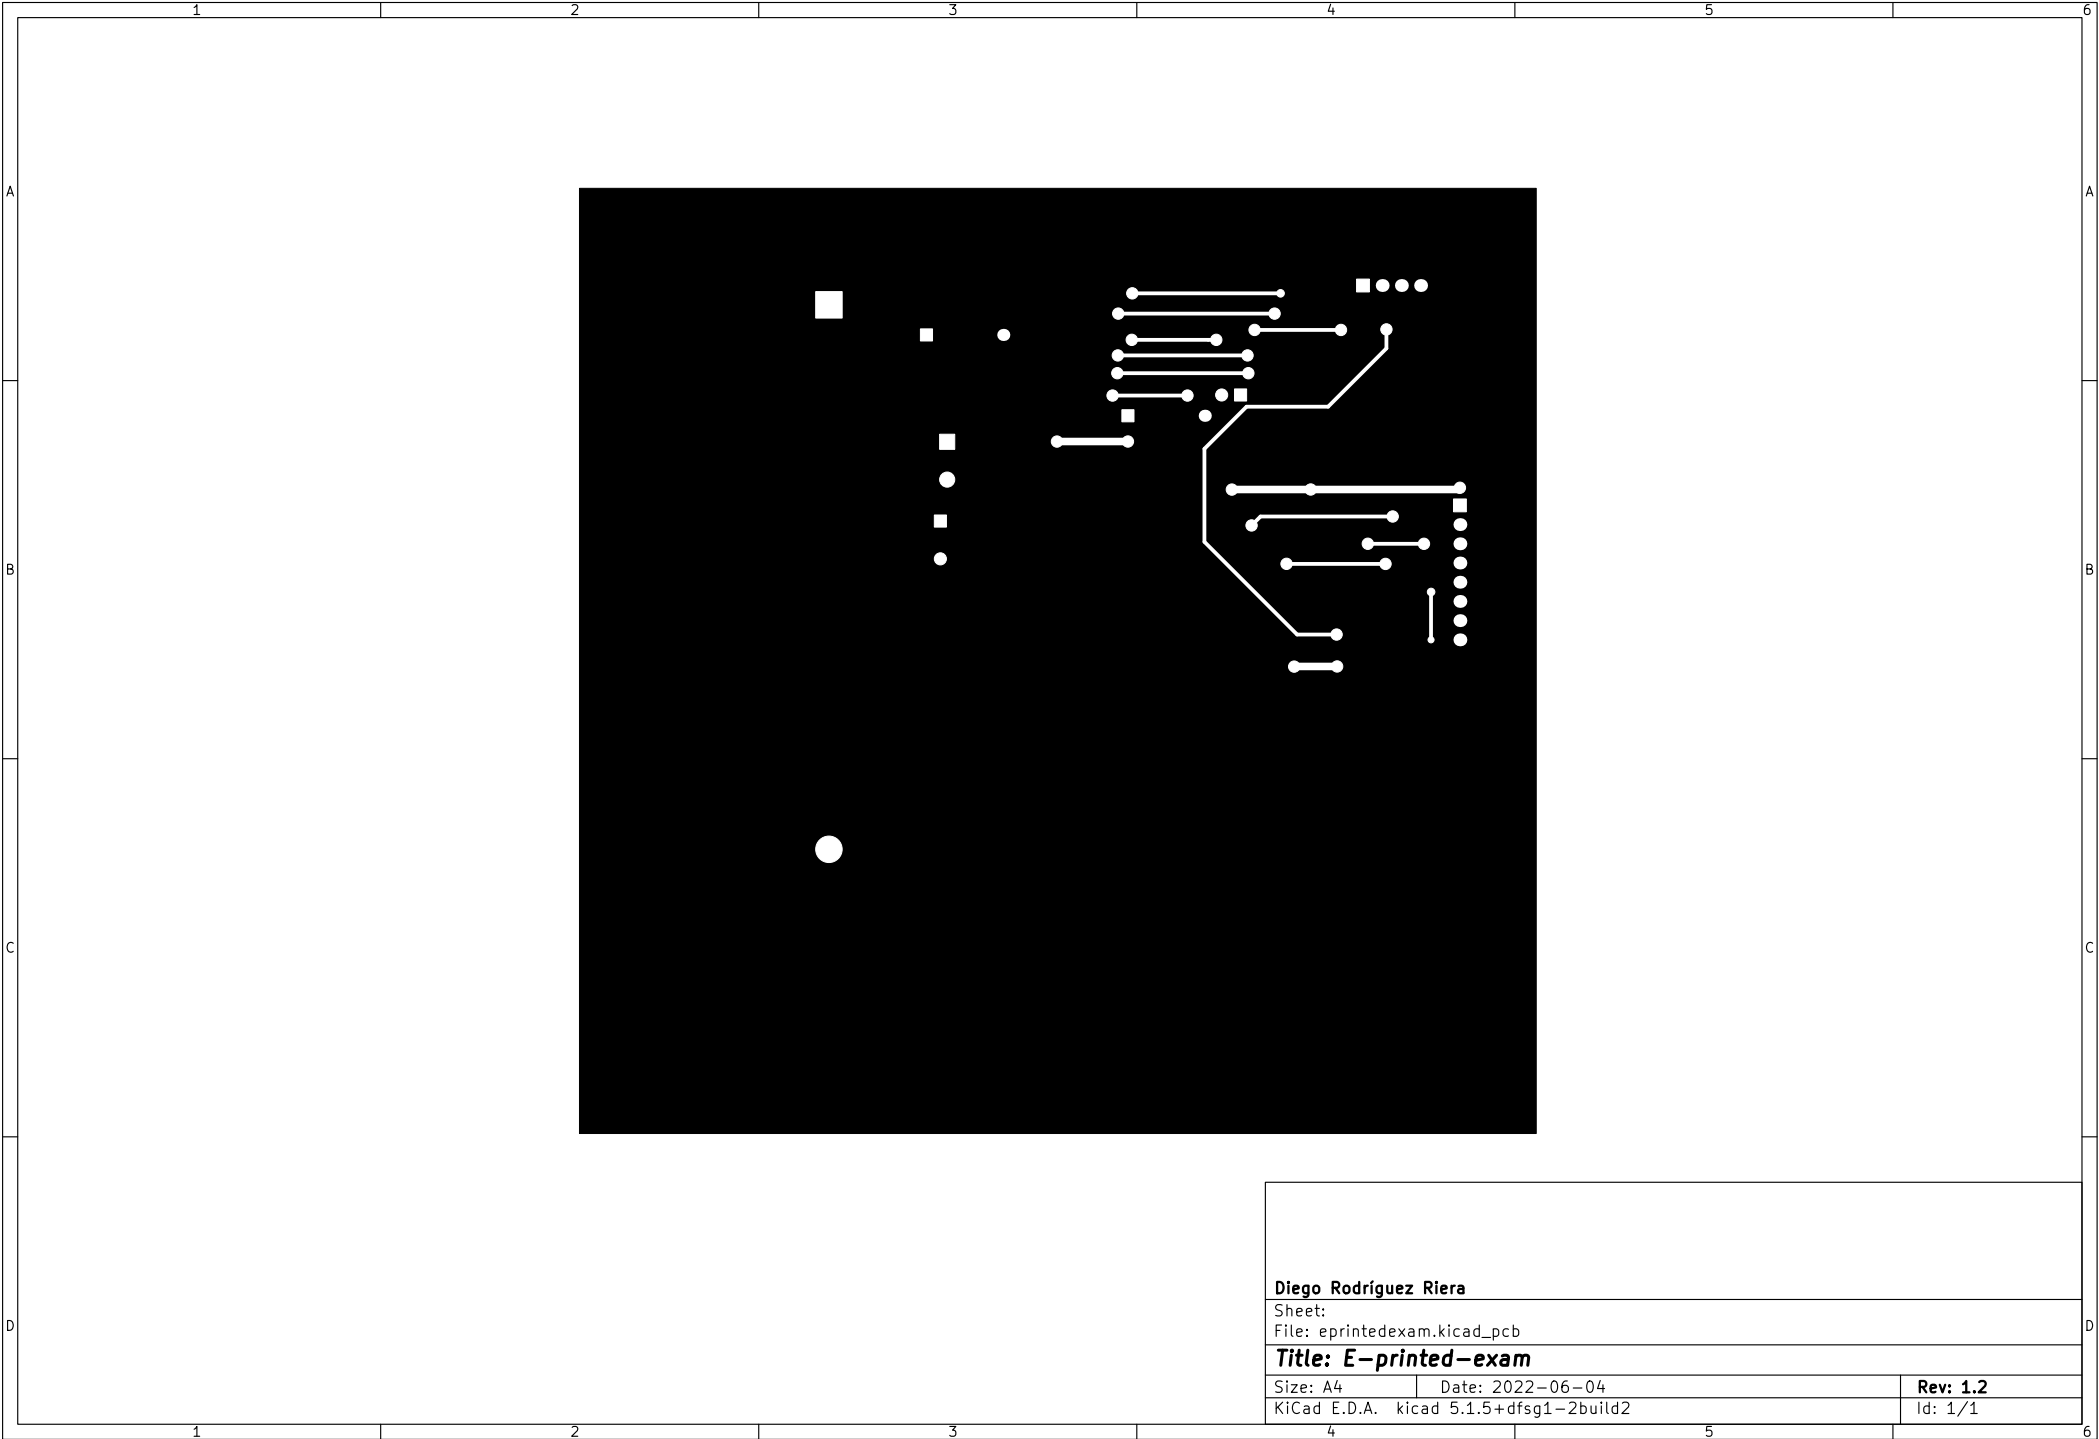 1 2 3 4 5 6
A A
B B
C C
D D
Diego Rodríguez Riera
Sheet:
File: eprintedexam.kicad_pcb
Title: E-printed-exam
Size: A4 Date: 2022-06-04 Rev: 1.2
KiCad E.D.A. kicad 5.1.5+dfsg1-2build2 Id: 1/1
1 2 3 4 5 6